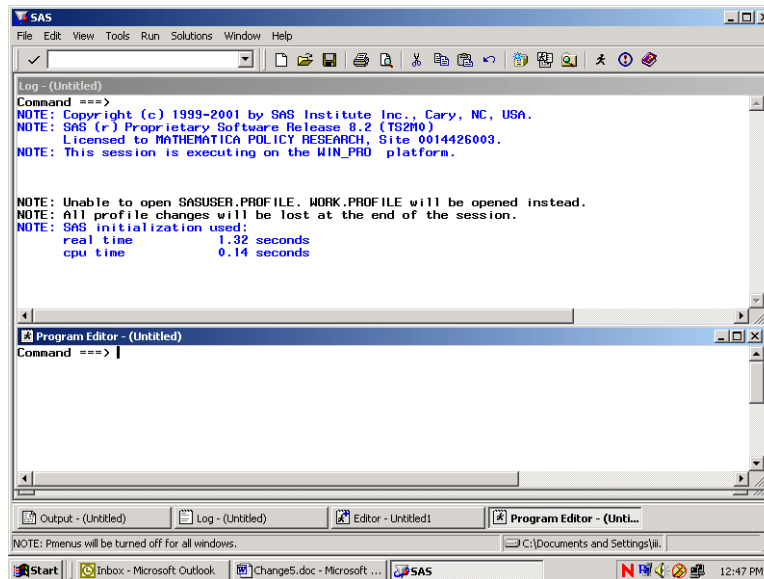 SAS
File Edit View Tools Run Solutions Window Help
Log - (Untitled)
Command ===>
NOTE: Copyright (c) 1999-2001 by SAS Institute Inc., Cary, NC, USA.
NOTE: SAS (r) Proprietary Software Release 8.2 (TS2M0)
Licensed to MATHEMATICA POLICY RESEARCH, Site 0014426003.
NOTE: This session is executing on the WIN_PRO platform.
NOTE: Unable to open SASUSER.PROFILE. WORK.PROFILE will be opened instead.
NOTE: All profile changes will be lost at the end of the session.
NOTE: SAS initialization used:
real time 1.32 seconds
cpu time 0.14 seconds
Program Editor - (Untitled)
Command ===>
Output - (Untitled) Log - (Untitled) Editor - Untitled1 Program Editor - (Unti...
NOTE: Pmenus will be turned off for all windows. C:\Documents and Settings\iii.
Start Inbox - Microsoft Outlook Change5.doc - Microsoft ... SAS N 12:47 PM